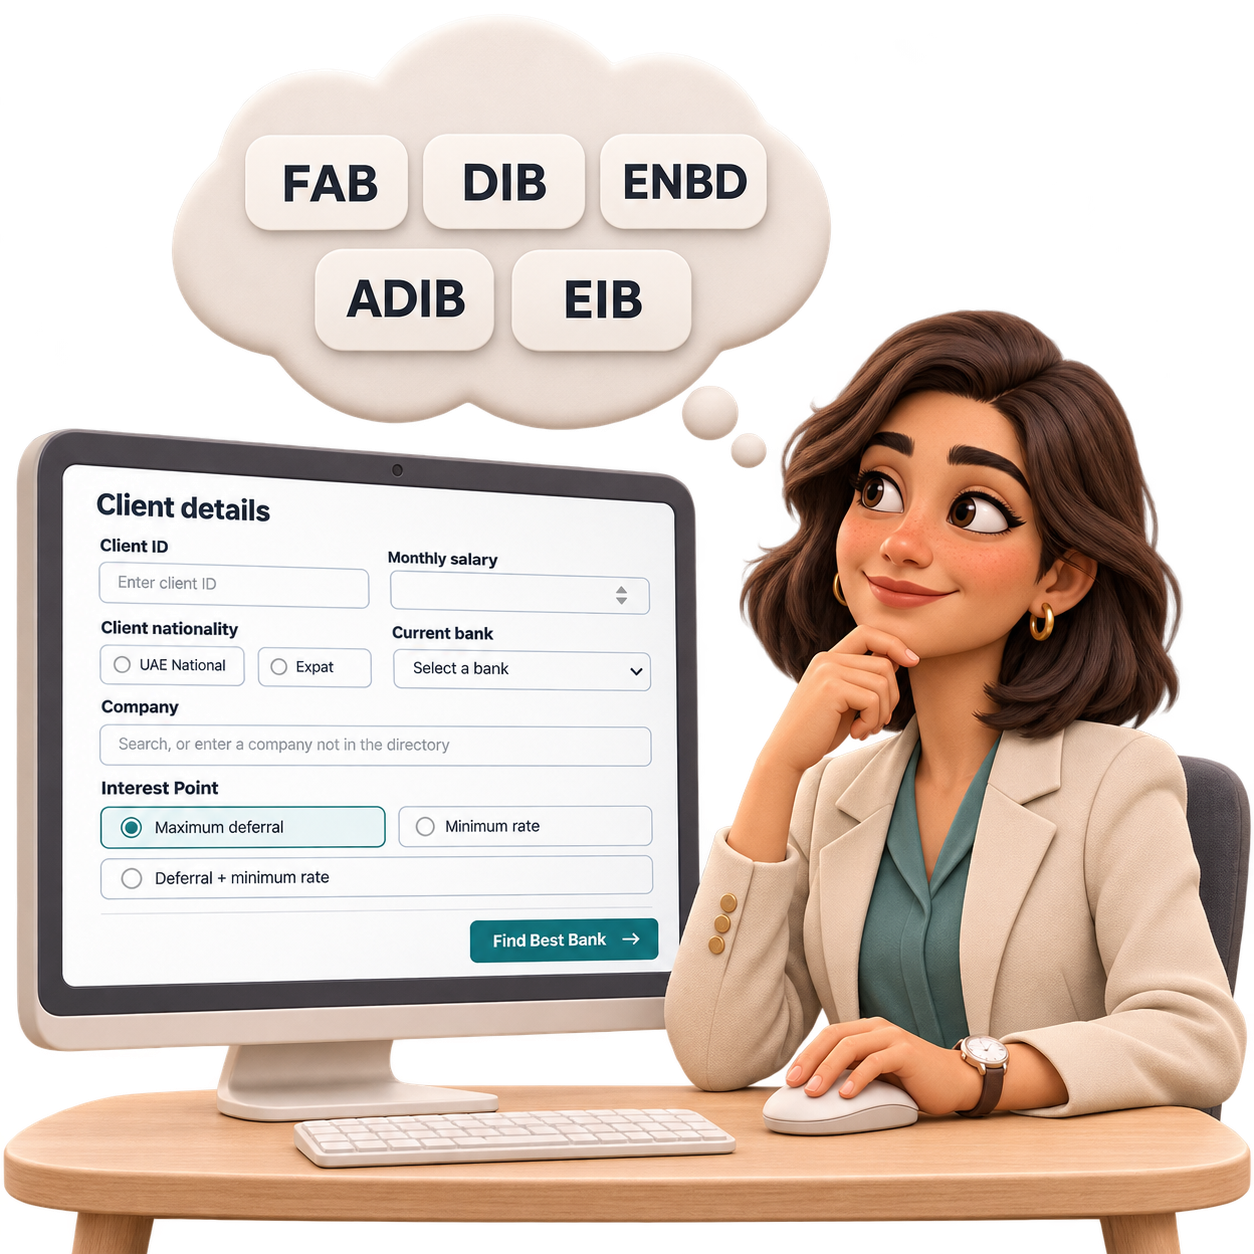 FAB DIB ENBD
ADIB EIB
Client details
Client ID
Enter client ID
Monthly salary
Client nationality
UAE National
Expat
Current bank
Select a bank
Company
Search, or enter a company not in the directory
Interest Point
Maximum deferral
Minimum rate
Deferral + minimum rate
Find Best Bank →